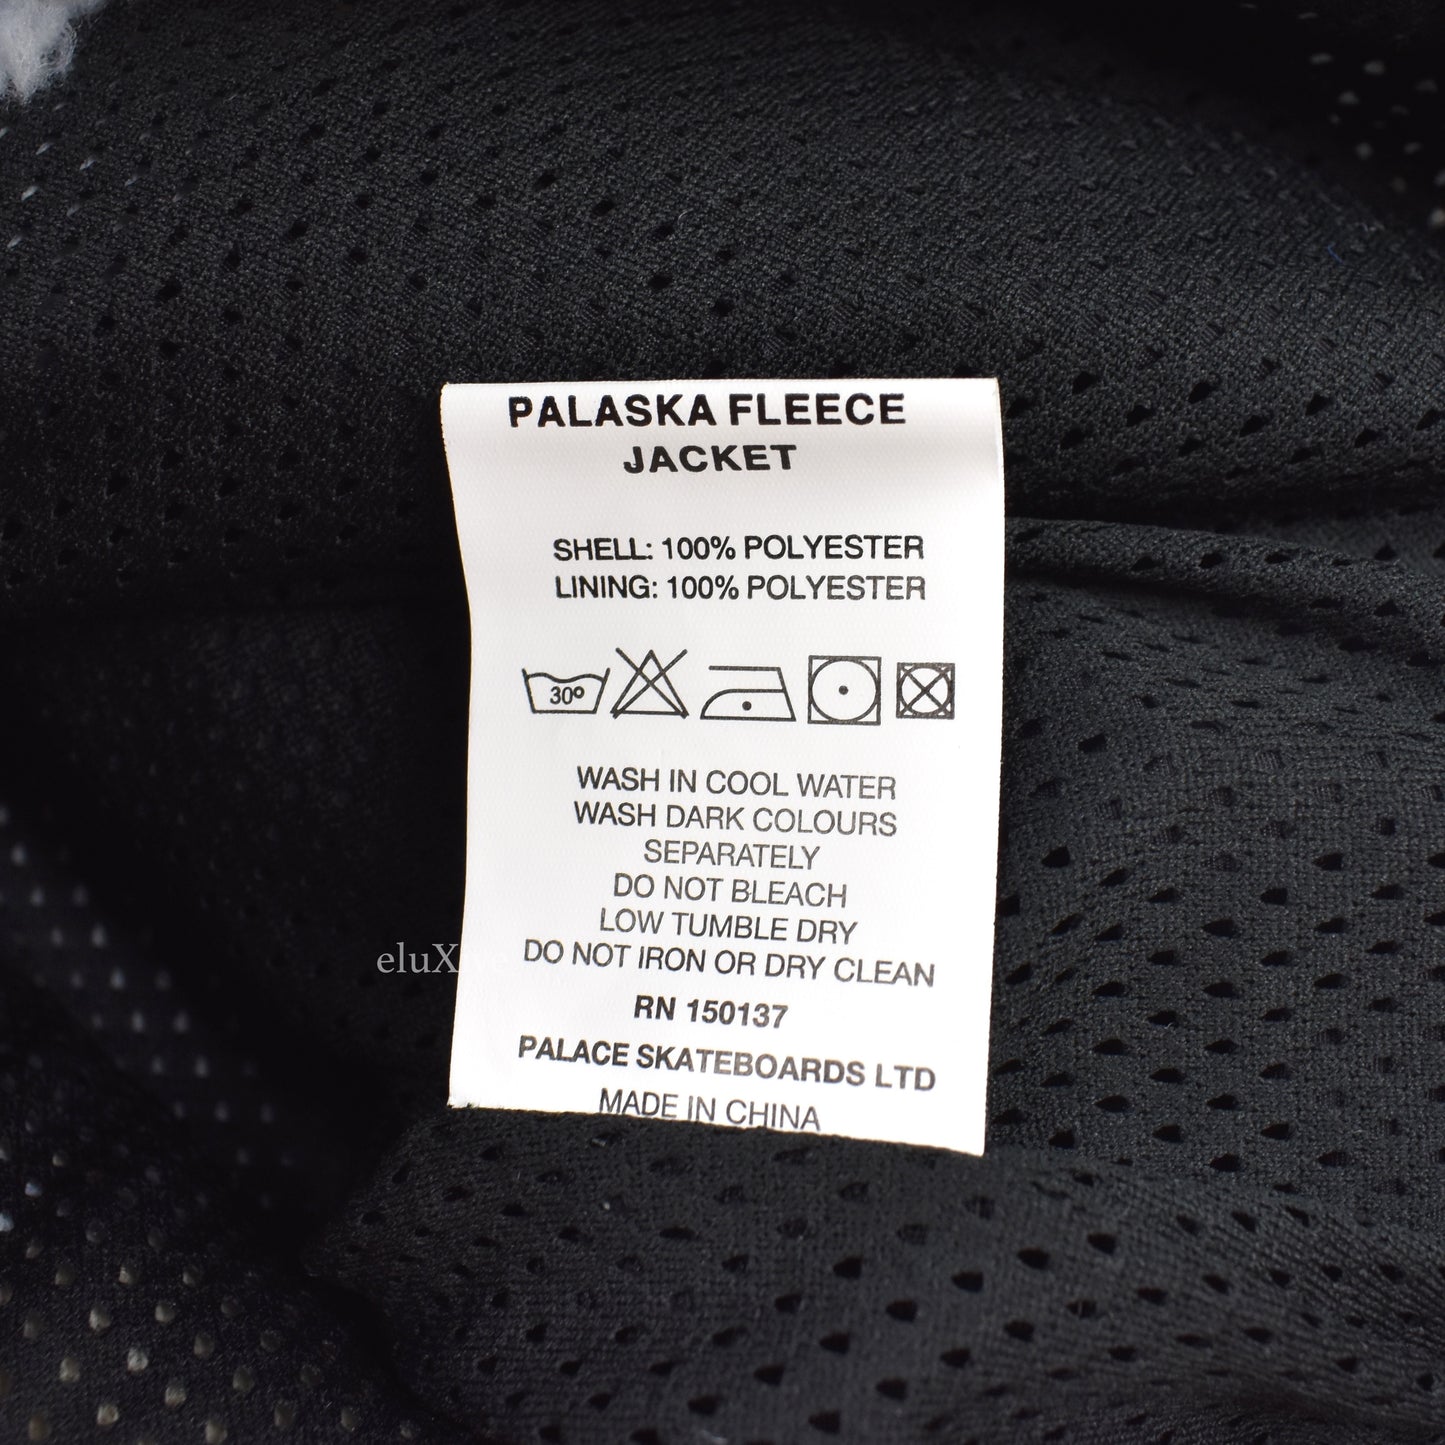 PALASKA FLEECE
JACKET
SHELL: 100% POLYESTER
LINING: 100% POLYESTER
30º
WASH IN COOL WATER
WASH DARK COLOURS
SEPARATELY
DO NOT BLEACH
LOW TUMBLE DRY
DO NOT IRON OR DRY CLEAN
RN 150137
PALACE SKATEBOARDS LTD
MADE IN CHINA